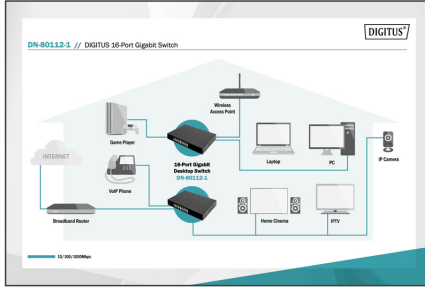 DIGITUS®
DN-80112-1 // DIGITUS 16-Port Gigabit Switch
Wireless
Access Point
Game Player
INTERNET
16-Port Gigabit
Desktop Switch
DN-80112-1
Laptop
PC
IP Camera
VoIP Phone
Broadband Router
Home Cinema
IPTV
10/100/1000Mbps